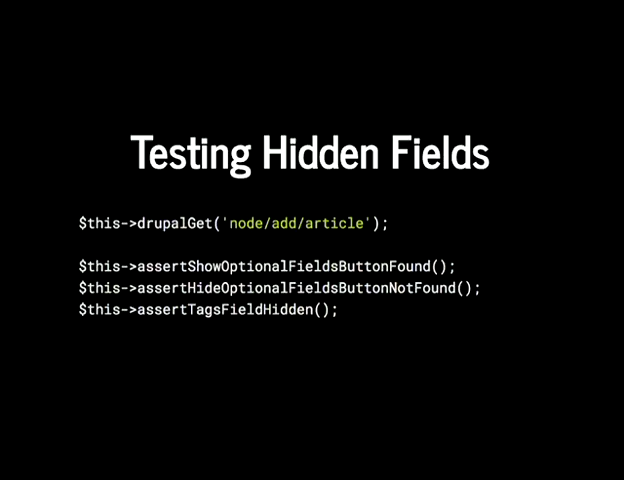 Testing Hidden Fields
$this->drupalGet('node/add/article');
$this->assertShowOptionalFieldsButtonFound();
$this->assertHideOptionalFieldsButtonNotFound();
$this->assertTagsFieldHidden();